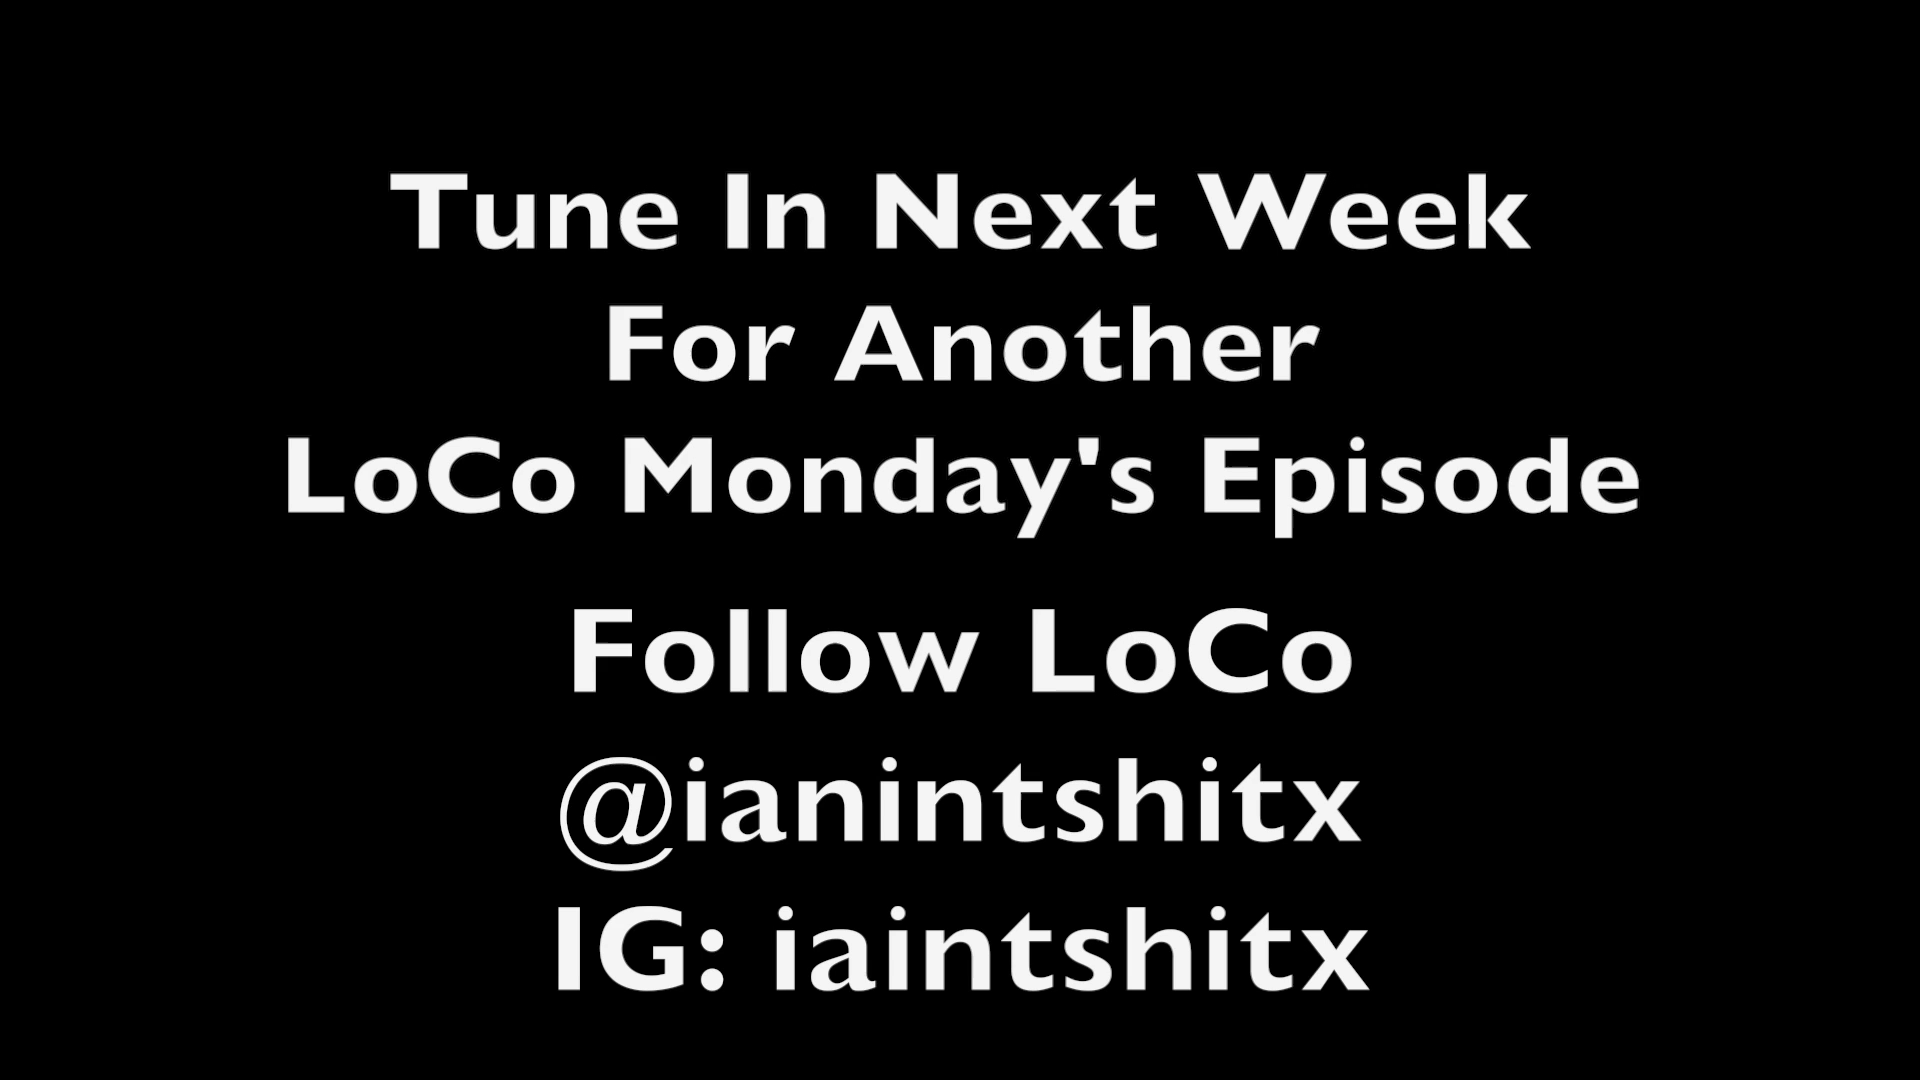 Tune In Next Week
For Another
LoCo Monday's Episode
Follow LoCo
@ianintshitx
IG: iaintshitx